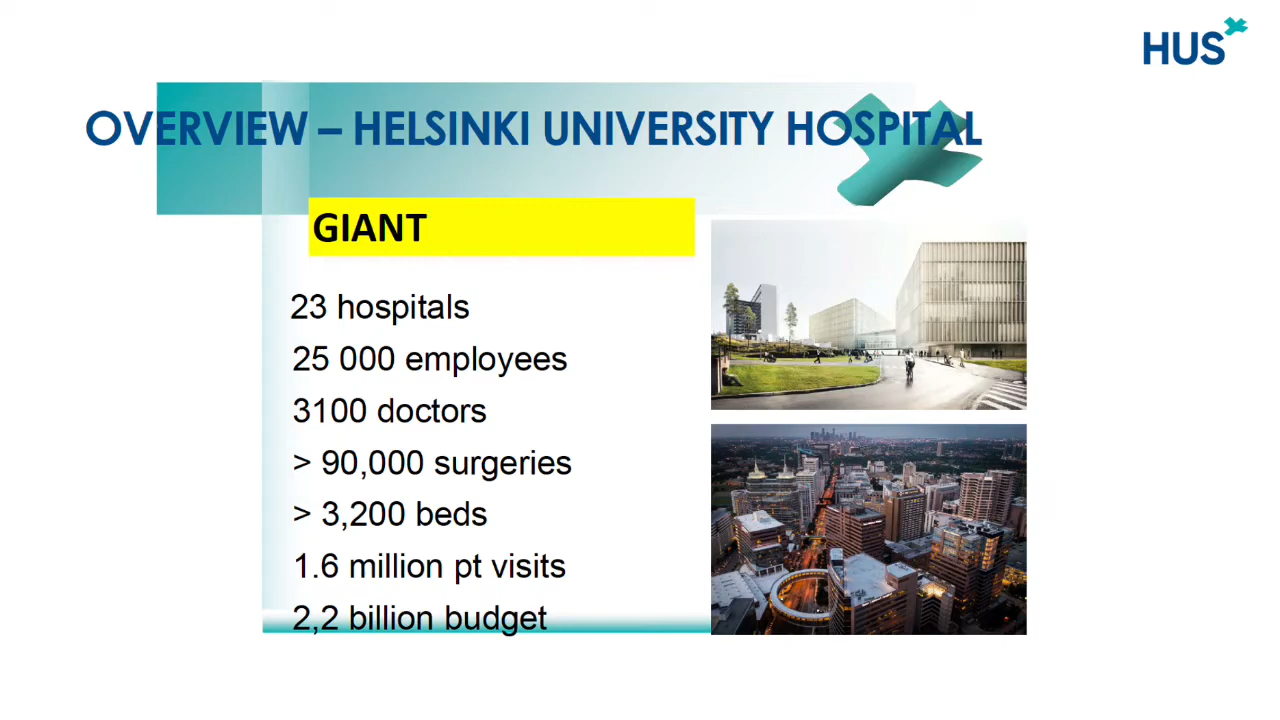 HUS
OVERVIEW – HELSINKI UNIVERSITY HOSPITAL
GIANT
23 hospitals
25 000 employees
3100 doctors
> 90,000 surgeries
> 3,200 beds
1.6 million pt visits
2,2 billion budget